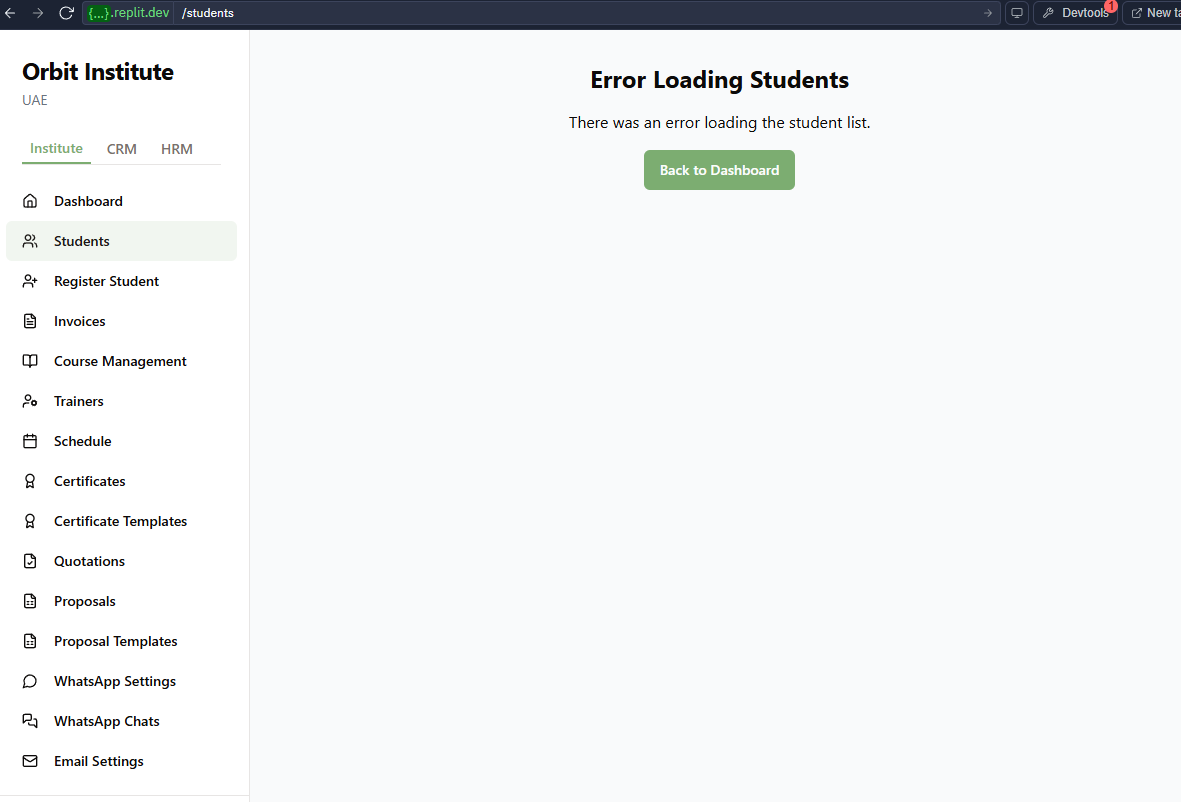 {...}.replit.dev /students
Devtools 1
New ta
Orbit Institute
UAE
Institute CRM HRM
Dashboard
Students
Register Student
Invoices
Course Management
Trainers
Schedule
Certificates
Certificate Templates
Quotations
Proposals
Proposal Templates
WhatsApp Settings
WhatsApp Chats
Email Settings
Error Loading Students
There was an error loading the student list.
Back to Dashboard